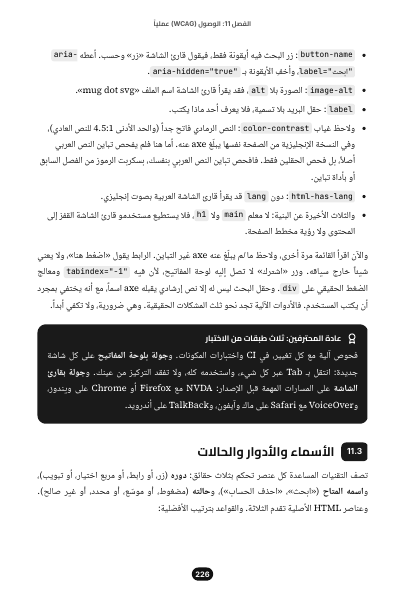 الفصل 11: الوصول (WCAG) عملياً
• button-name: زر البحث فيه أيقونة فقط، فيقول قارئ الشاشة «زر» وحسب. أعطه aria-
label="ابحث"، وأخفِ الأيقونة بـ aria-hidden="true".
• image-alt: الصورة بلا alt، فقد يقرأ قارئ الشاشة اسم الملف «mug dot svg».
• label: حقل البريد بلا تسمية، فلا يعرف أحد ماذا يكتب.
• ولاحظ غياب color-contrast: النص الرمادي فاتح جداً (والحد الأدنى 4.5:1 للنص العادي)،
وفي النسخة الإنجليزية من الصفحة نفسها يبلّغ axe عنه. أما هنا فلم يفحص تباين النص العربي
أصلاً، بل فحص الحقلين فقط. فافحص تباين النص العربي بنفسك، بسكربت الرموز من الفصل السابق
أو بأداة تباين.
• html-has-lang: دون lang قد يقرأ قارئ الشاشة العربية بصوت إنجليزي.
• والثلاث الأخيرة عن البنية: لا معلم main ولا h1، فلا يستطيع مستخدمو قارئ الشاشة القفز إلى
المحتوى ولا رؤية مخطط الصفحة.
والآن اقرأ القائمة مرة أخرى، ولاحظ ما لم يبلّغ عنه axe غير التباين. الرابط يقول «اضغط هنا»، ولا يعني
شيئاً خارج سياقه. وزر «اشترك» لا تصل إليه لوحة المفاتيح، لأن فيه tabindex="-1" ومعالج
الضغط الحقيقي على div. وحقل البحث ليس له إلا نص إرشادي يقبله axe اسماً، مع أنه يختفي بمجرد
أن يكتب المستخدم. فالأدوات الآلية تجد نحو ثلث المشكلات الحقيقية. وهي ضرورية، ولا تكفي أبداً.
عادة المحترفين: ثلاث طبقات من الاختبار
فحوص آلية مع كل تغيير، في CI واختبارات المكونات. وجولة بلوحة المفاتيح على كل شاشة
جديدة: انتقل بـ Tab عبر كل شيء، واستخدمه كله، ولا تفقد التركيز من عينك. وجولة بقارئ
الشاشة على المسارات المهمة قبل الإصدار: NVDA مع Firefox أو Chrome على ويندوز،
وVoiceOver مع Safari على ماك وآيفون، وTalkBack على أندرويد.
11.3 الأسماء والأدوار والحالات
تصف التقنيات المساعدة كل عنصر تحكم بثلاث حقائق: دوره (زر، أو رابط، أو مربع اختيار، أو تبويب)،
واسمه المتاح («ابحث»، «احذف الحساب»)، وحالته (مضغوط، أو موسّع، أو محدد، أو غير صالح).
وعناصر HTML الأصلية تقدم الثلاثة. والقواعد بترتيب الأفضلية:
226